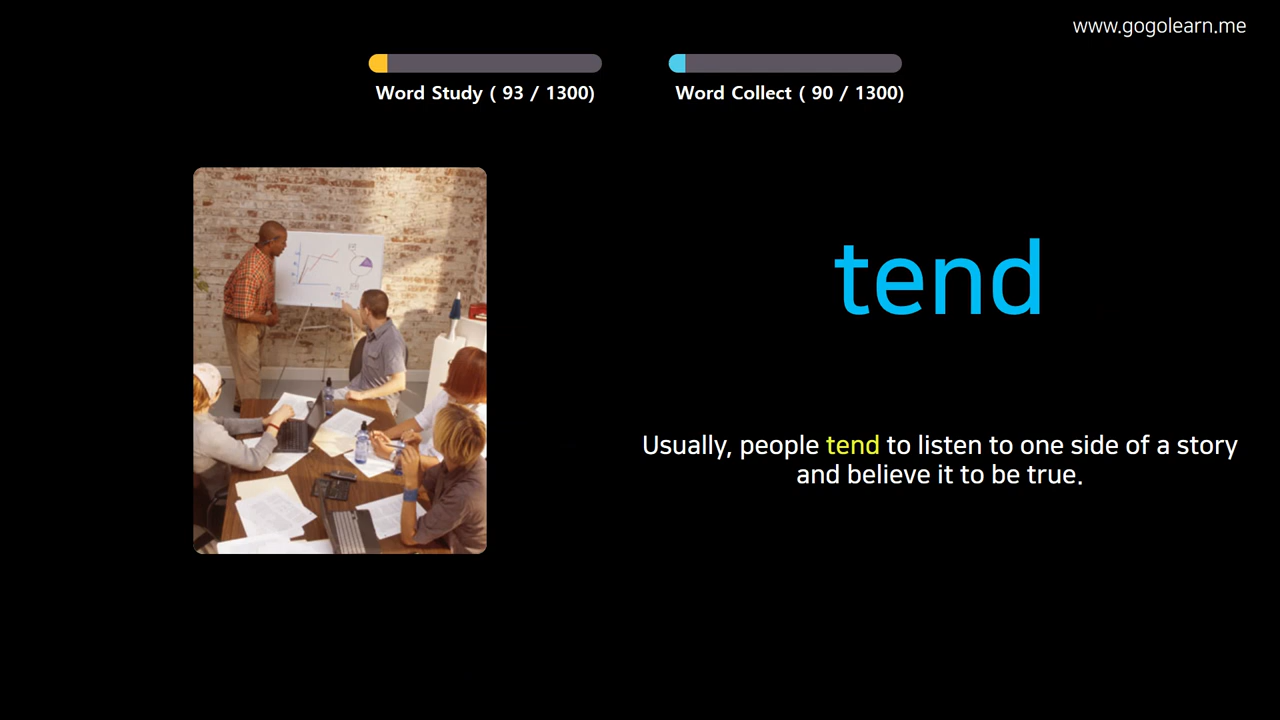 www.gogolearn.me
Word Study ( 93 / 1300)
Word Collect ( 90 / 1300)
tend
Usually, people tend to listen to one side of a story
and believe it to be true.